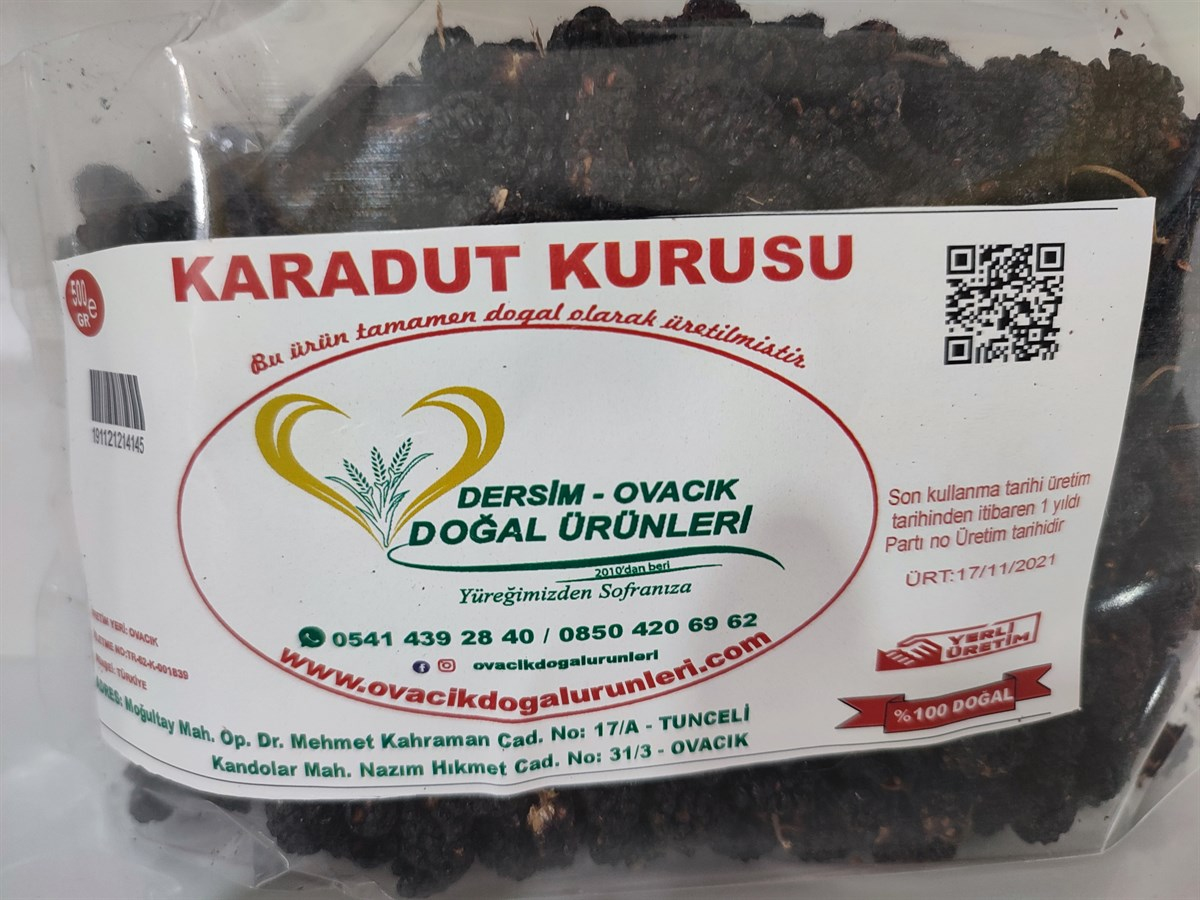 KARADUT KURUSU
500 e
GR
Bu ürün tamamen dogal olarak üretilmiştir.
191121214145
DERSİM - OVACIK
DOĞAL ÜRÜNLERİ
2010'dan beri
Yüreğimizden Sofranıza
0541 439 28 40 / 0850 420 69 62
ovacikdogalurunleri
www.ovacikdogalurunleri.com
Son kullanma tarihi üretim
tarihinden itibaren 1 yıldı
Partı no Üretim tarihidir
ÜRT:17/11/2021
YERLİ
ÜRETİM
%100 DOĞAL
YERİ: OVACIK
NO:TR-62-K-001839
TÜRKİYE
ADRES: Moğultay Mah. Op. Dr. Mehmet Kahraman Cad. No: 17/A - TUNCELİ
Kandolar Mah. Nazım Hıkmet Cad. No: 31/3 - OVACIK